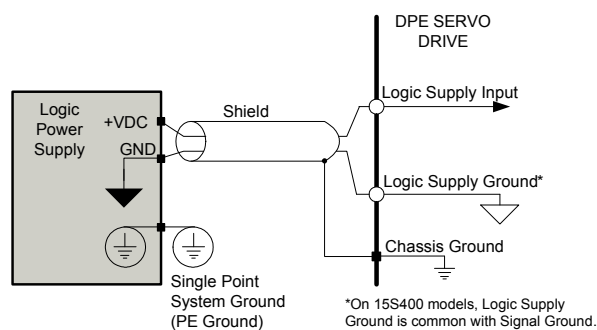 DPE SERVO
DRIVE
Logic
Power
Supply
+VDC
GND
Shield
Logic Supply Input
Logic Supply Ground*
Chassis Ground
Single Point
System Ground
(PE Ground)
*On 15S400 models, Logic Supply
Ground is common with Signal Ground.